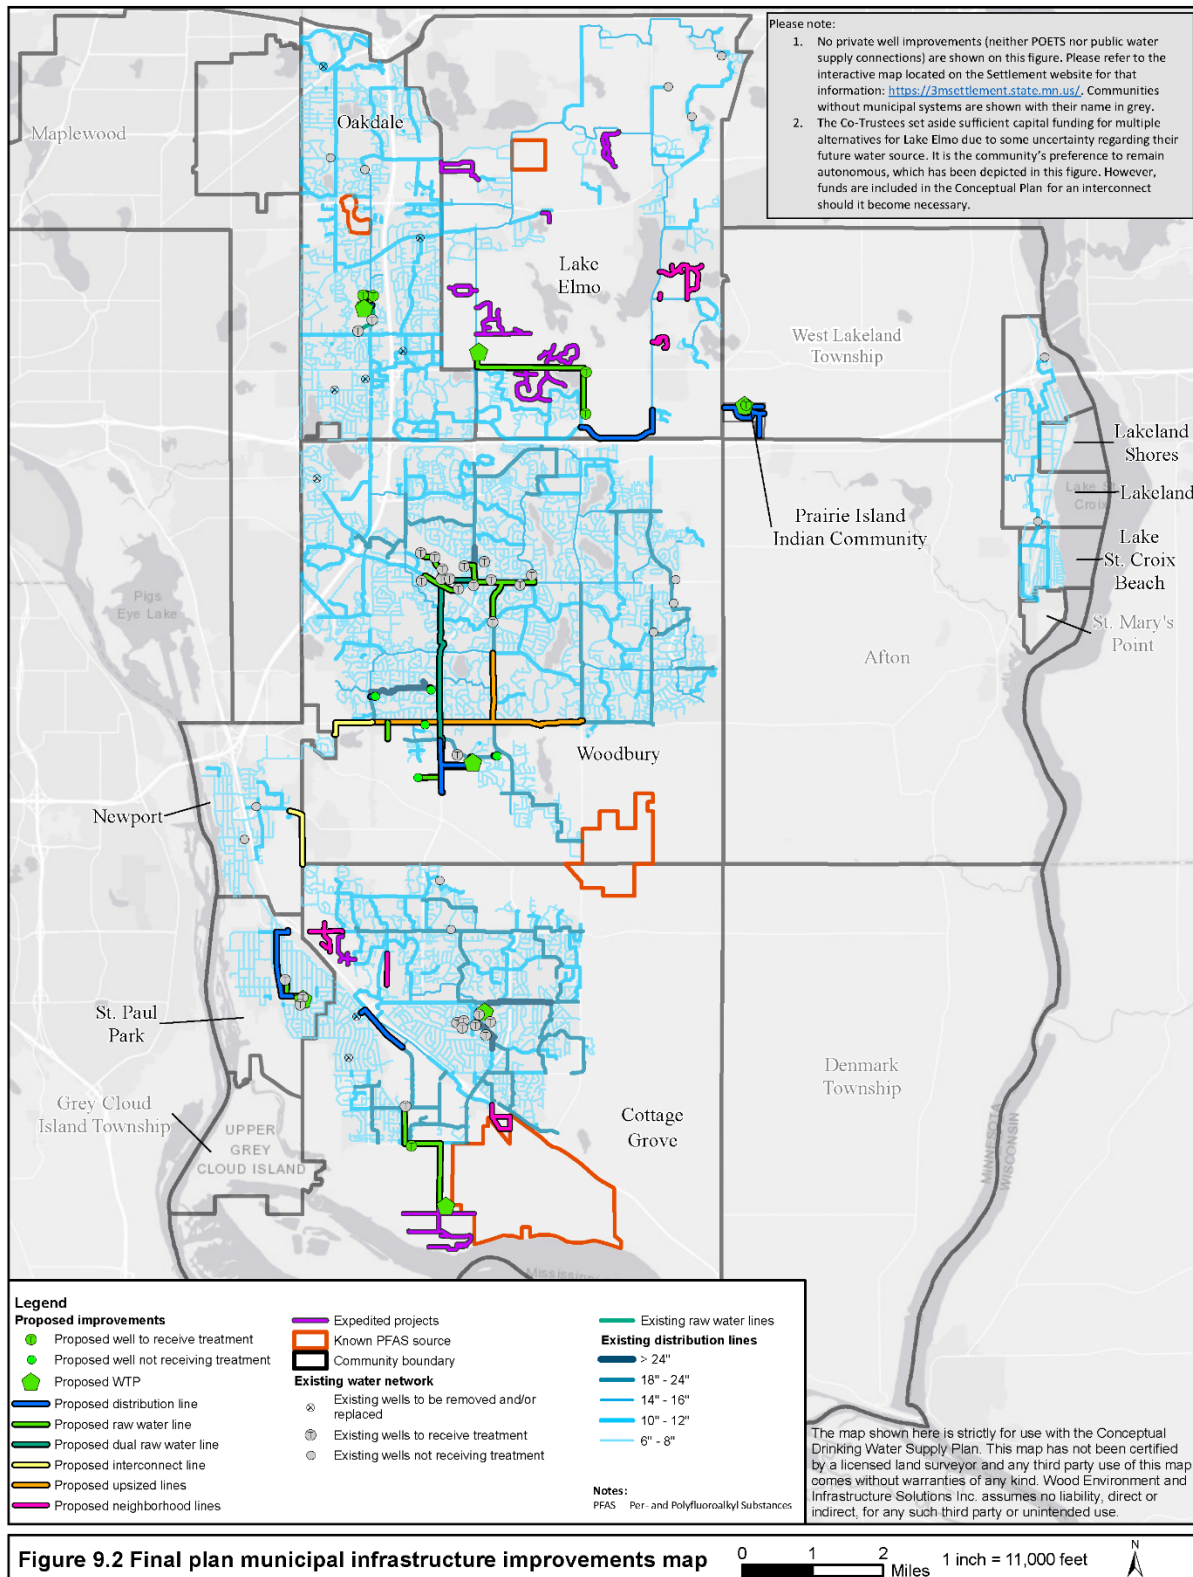 Please note:
1. No private well improvements (neither POETS nor public water
supply connections) are shown on this figure. Please refer to the
interactive map located on the Settlement website for that
information: https://3msettlement.state.mn.us/. Communities
without municipal systems are shown with their name in grey.
2. The Co-Trustees set aside sufficient capital funding for multiple
alternatives for Lake Elmo due to some uncertainty regarding their
future water source. It is the community's preference to remain
autonomous, which has been depicted in this figure. However,
funds are included in the Conceptual Plan for an interconnect
should it become necessary.
Maplewood
Oakdale
Lake
Elmo
West Lakeland
Township
Lakeland
Shores
Lakeland
Lake St.
Croix
Prairie Island
Indian Community
Lake
St. Croix
Beach
St. Mary's
Point
Pigs
Eye Lake
Afton
Woodbury
Newport
St. Paul
Park
Grey Cloud
Island Township
UPPER
GREY
CLOUD ISLAND
Cottage
Grove
Denmark
Township
MINNESOTA
WISCONSIN
Legend
Proposed improvements
Proposed well to receive treatment
Proposed well not receiving treatment
Proposed WTP
Proposed distribution line
Proposed raw water line
Proposed dual raw water line
Proposed interconnect line
Proposed upsized lines
Proposed neighborhood lines
Expedited projects
Known PFAS source
Community boundary
Existing water network
Existing wells to be removed and/or
replaced
Existing wells to receive treatment
Existing wells not receiving treatment
Existing raw water lines
Existing distribution lines
> 24"
18" - 24"
14" - 16"
10" - 12"
6" - 8"
Notes:
PFAS Per- and Polyfluoroalkyl Substances
The map shown here is strictly for use with the Conceptual
Drinking Water Supply Plan. This map has not been certified
by a licensed land surveyor and any third party use of this map
comes without warranties of any kind. Wood Environment and
Infrastructure Solutions Inc. assumes no liability, direct or
indirect, for any such third party or unintended use.
Figure 9.2 Final plan municipal infrastructure improvements map
0 1 2
Miles
1 inch = 11,000 feet
N